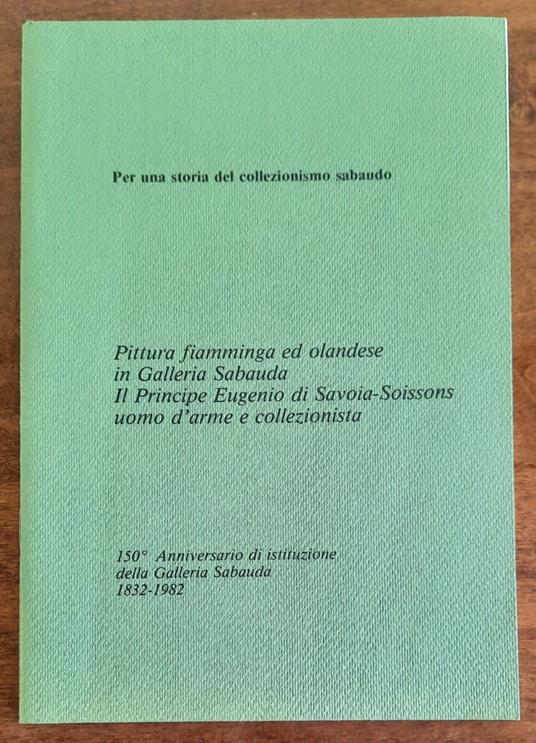 Per una storia del collezionismo sabaudo
Pittura fiamminga ed olandese
in Galleria Sabauda
Il Principe Eugenio di Savoia-Soissons
uomo d'arme e collezionista
150° Anniversario di istituzione
della Galleria Sabauda
1832-1982